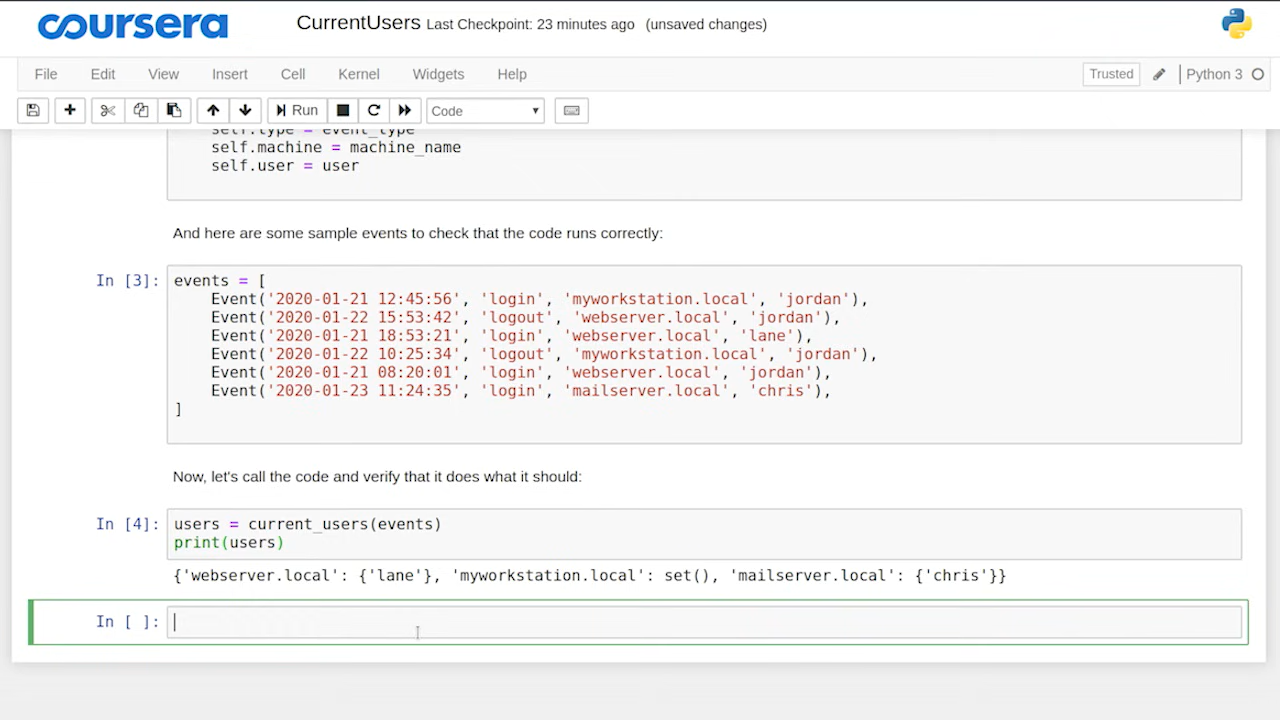 coursera
CurrentUsers Last Checkpoint: 23 minutes ago (unsaved changes)
File Edit View Insert Cell Kernel Widgets Help Trusted Python 3
Run Code
self.type = event_type
self.machine = machine_name
self.user = user
And here are some sample events to check that the code runs correctly:
In [3]: events = [
Event('2020-01-21 12:45:56', 'login', 'myworkstation.local', 'jordan'),
Event('2020-01-22 15:53:42', 'logout', 'webserver.local', 'jordan'),
Event('2020-01-21 18:53:21', 'login', 'webserver.local', 'lane'),
Event('2020-01-22 10:25:34', 'logout', 'myworkstation.local', 'jordan'),
Event('2020-01-21 08:20:01', 'login', 'webserver.local', 'jordan'),
Event('2020-01-23 11:24:35', 'login', 'mailserver.local', 'chris'),
]
Now, let's call the code and verify that it does what it should:
In [4]: users = current_users(events)
print(users)
{'webserver.local': {'lane'}, 'myworkstation.local': set(), 'mailserver.local': {'chris'}}
In [ ]: